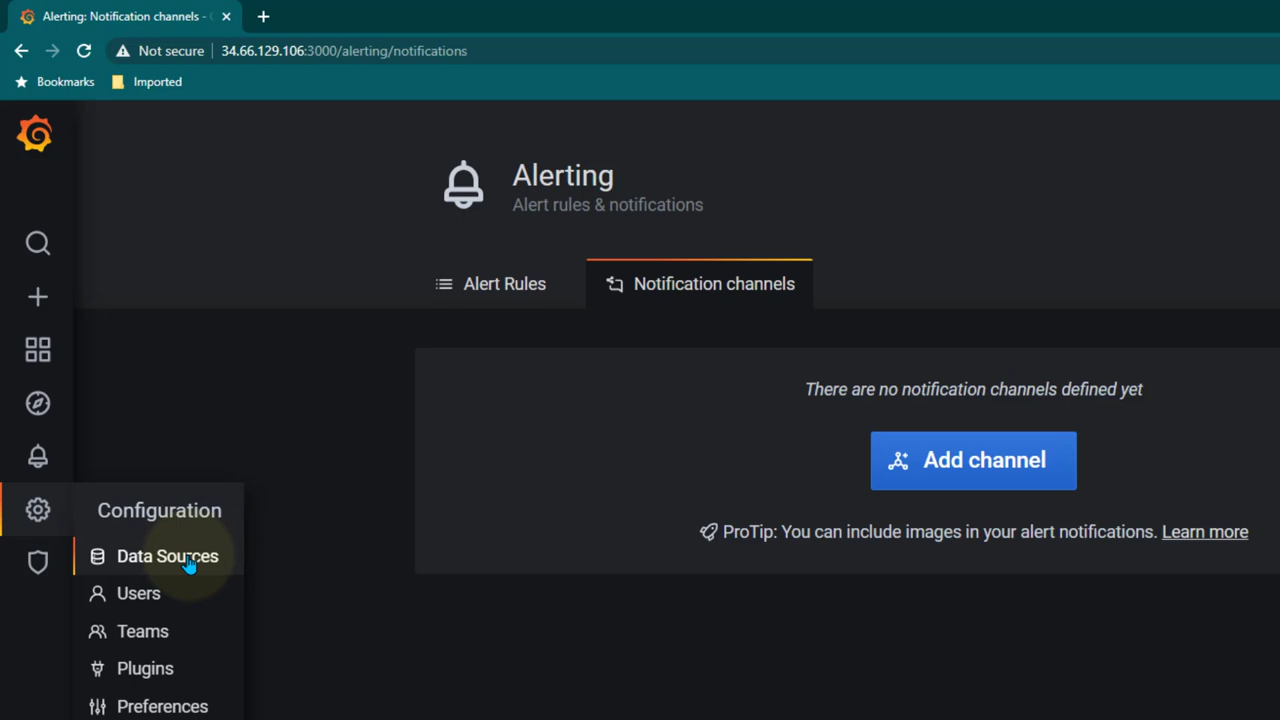 Alerting: Notification channels -
Not secure
34.66.129.106:3000/alerting/notifications
Bookmarks
Imported
Alerting
Alert rules & notifications
Alert Rules
Notification channels
There are no notification channels defined yet
Add channel
ProTip: You can include images in your alert notifications. Learn more
Configuration
Data Sources
Users
Teams
Plugins
Preferences